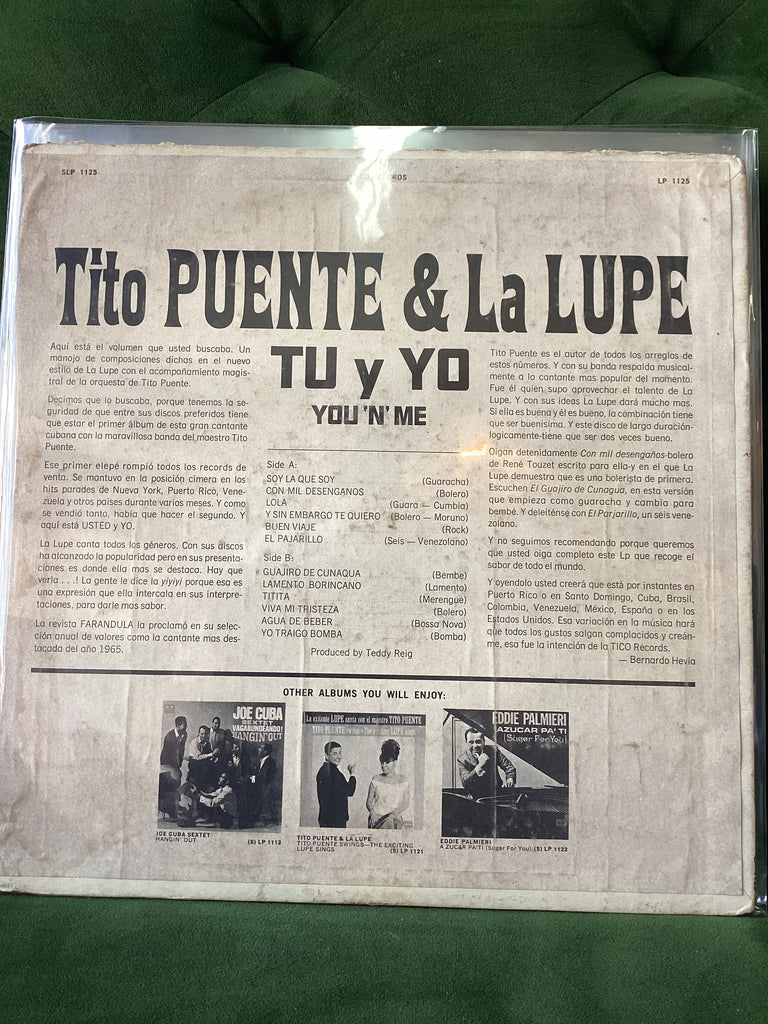 SLP 1125
RECORDS
LP 1125
Tito PUENTE & La LUPE
TU y YO
YOU 'N' ME
Aquí está el volumen que usted buscaba. Un
manojo de composiciones dichas en el nuevo
estilo de La Lupe con el acompañamiento magis-
tral de la orquesta de Tito Puente.
Decimos que lo buscaba, porque tenemos la se-
guridad de que entre sus discos preferidos tiene
que estar el primer álbum de esta gran cantante
cubana con la maravillosa banda del maestro Tito
Puente.
Ese primer elepé rompió todos los records de
venta. Se mantuvo en la posición cimera en los
hits parades de Nueva York, Puerto Rico, Vene-
zuela y otros países durante varios meses. Y como
se vendió tanto, había que hacer el segundo. Y
aquí está USTED y YO.
La Lupe canta todos los géneros. Con sus discos
ha alcanzado la popularidad pero en sus presenta-
ciones es donde ella mas se destaca. Hay que
verla . . .! La gente le dice la yiyiyi porque esa es
una expresión que ella intercala en sus interpre-
taciones, para darle mas sabor.
La revista FARANDULA la proclamó en su selec-
ción anual de valores como la cantante mas des-
tacada del año 1965.
Side A:
SOY LA QUE SOY (Guaracha)
CON MIL DESENGANOS (Bolero)
LOLA (Guara — Cumbia)
Y SIN EMBARGO TE QUIERO (Bolero — Moruno)
BUEN VIAJE (Rock)
EL PAJARILLO (Seis — Venezolano)
Side B:
GUAJIRO DE CUNAQUA (Bembe)
LAMENTO BORINCANO (Lamento)
TITITA (Merengue)
VIVA MI TRISTEZA (Bolero)
AGUA DE BEBER (Bossa Nova)
YO TRAIGO BOMBA (Bomba)
Produced by Teddy Reig
Tito Puente es el autor de todos los arreglos de
estos números. Y con su banda respalda musical-
mente a la cantante mas popular del momento.
Fue él quién supo aprovechar el talento de La
Lupe. Y con sus ideas La Lupe dará mucho mas.
Si ella es buena y él es bueno, la combinación tiene
que ser buenisima. Y este disco de larga duración-
logicamente-tiene que ser dos veces bueno.
Oigan detenidamente Con mil desengaños-bolero
de René Touzet escrito para ella-y en el que La
Lupe demuestra que es una bolerista de primera.
Escuchen El Guajiro de Cunagua, en esta versión
que empieza como guaracha y cambia para
bembé. Y deleiténse con El Parjarillo, un seis vene-
zolano.
Y no seguimos recomendando porque queremos
que usted oiga completo este Lp que recoge el
sabor de todo el mundo.
Y oyendolo usted creerá que está por instantes en
Puerto Rico o en Santo Domingo, Cuba, Brasil,
Colombia, Venezuela, México, España o en los
Estados Unidos. Esa variación en la música hará
que todos los gustos salgan complacidos y creán-
me, esa fue la intención de la TICO Records.
— Bernardo Hevia
OTHER ALBUMS YOU WILL ENJOY:
JOE CUBA
SEXTET
VAGABUNDEANDO!
HANGIN' OUT
JOE CUBA SEXTET
HANGIN' OUT (S) LP 1112
La excitante LUPE canta con el maestro TITO PUENTE
TITO PUENTE & LA LUPE
TITO PUENTE SWINGS—THE EXCITING
LUPE SINGS (S) LP 1121
EDDIE PALMIERI
AZUCAR PA' TI
(Sugar For You)
EDDIE PALMIERI
AZUCAR PA'TI (Sugar For You) (S) LP 1122